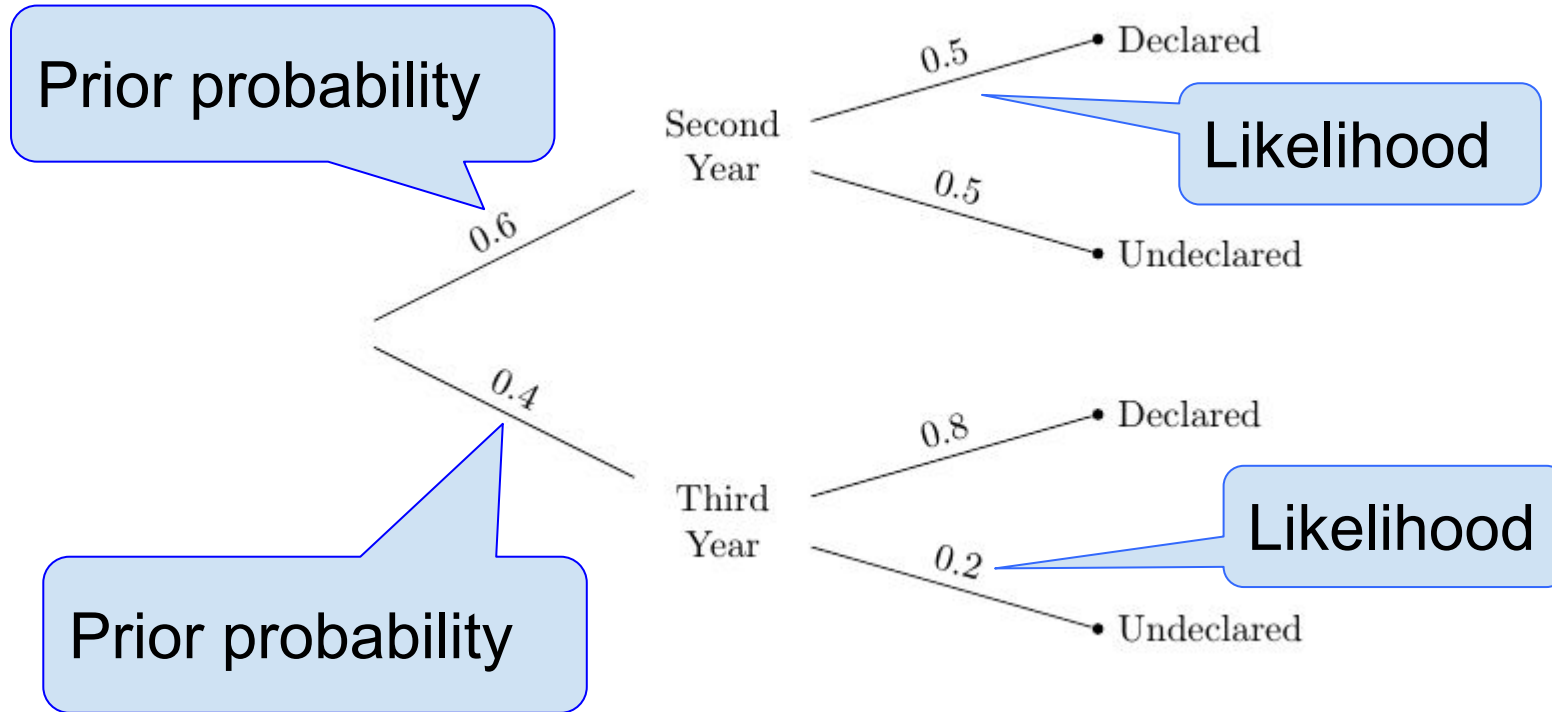 Prior probability
0.6
0.4
Prior probability
Second
Year
0.5
Declared
Likelihood
0.5
Undeclared
Third
Year
0.8
Declared
Likelihood
0.2
Undeclared